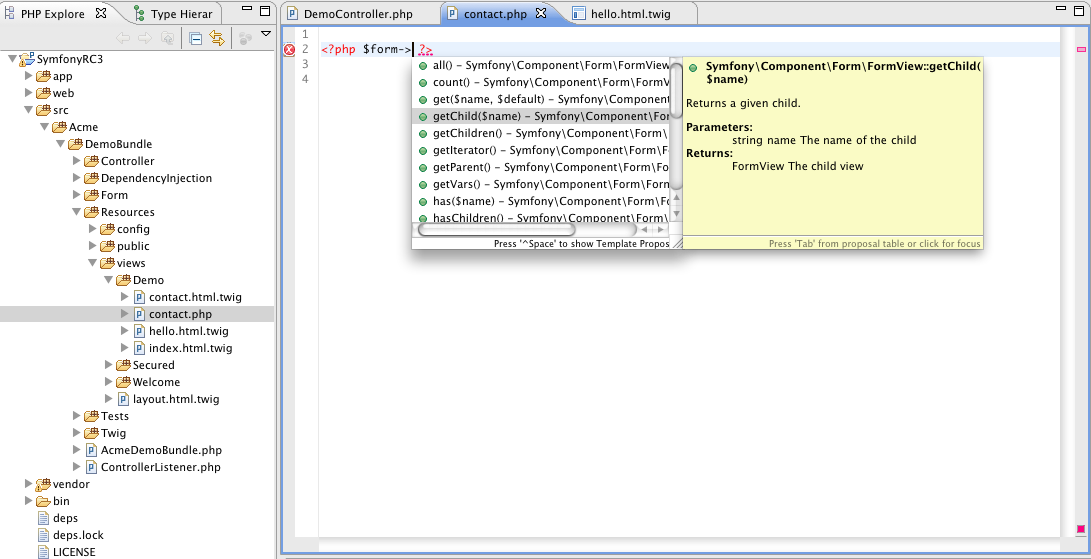 PHP Explore
Type Hierar
SymfonyRC3
app
web
src
Acme
DemoBundle
Controller
DependencyInjection
Form
Resources
config
public
views
Demo
contact.html.twig
contact.php
hello.html.twig
index.html.twig
Secured
Welcome
layout.html.twig
Tests
Twig
AcmeDemoBundle.php
ControllerListener.php
vendor
bin
deps
deps.lock
LICENSE
DemoController.php
contact.php
hello.html.twig
1
2 <?php $form-> ?>
3
4
all() – Symfony\Component\Form\FormView
count() – Symfony\Component\Form\FormV
get($name, $default) – Symfony\Componen
getChild($name) – Symfony\Component\For
getChildren() – Symfony\Component\Form\
getIterator() – Symfony\Component\Form\F
getParent() – Symfony\Component\Form\Fo
getVars() – Symfony\Component\Form\Form
has($name) – Symfony\Component\Form\Fo
hasChildren() – Symfony\Component\Form\
Press '^Space' to show Template Propos
Symfony\Component\Form\FormView::getChild(
$name)
Returns a given child.
Parameters:
string name The name of the child
Returns:
FormView The child view
Press 'Tab' from proposal table or click for focus